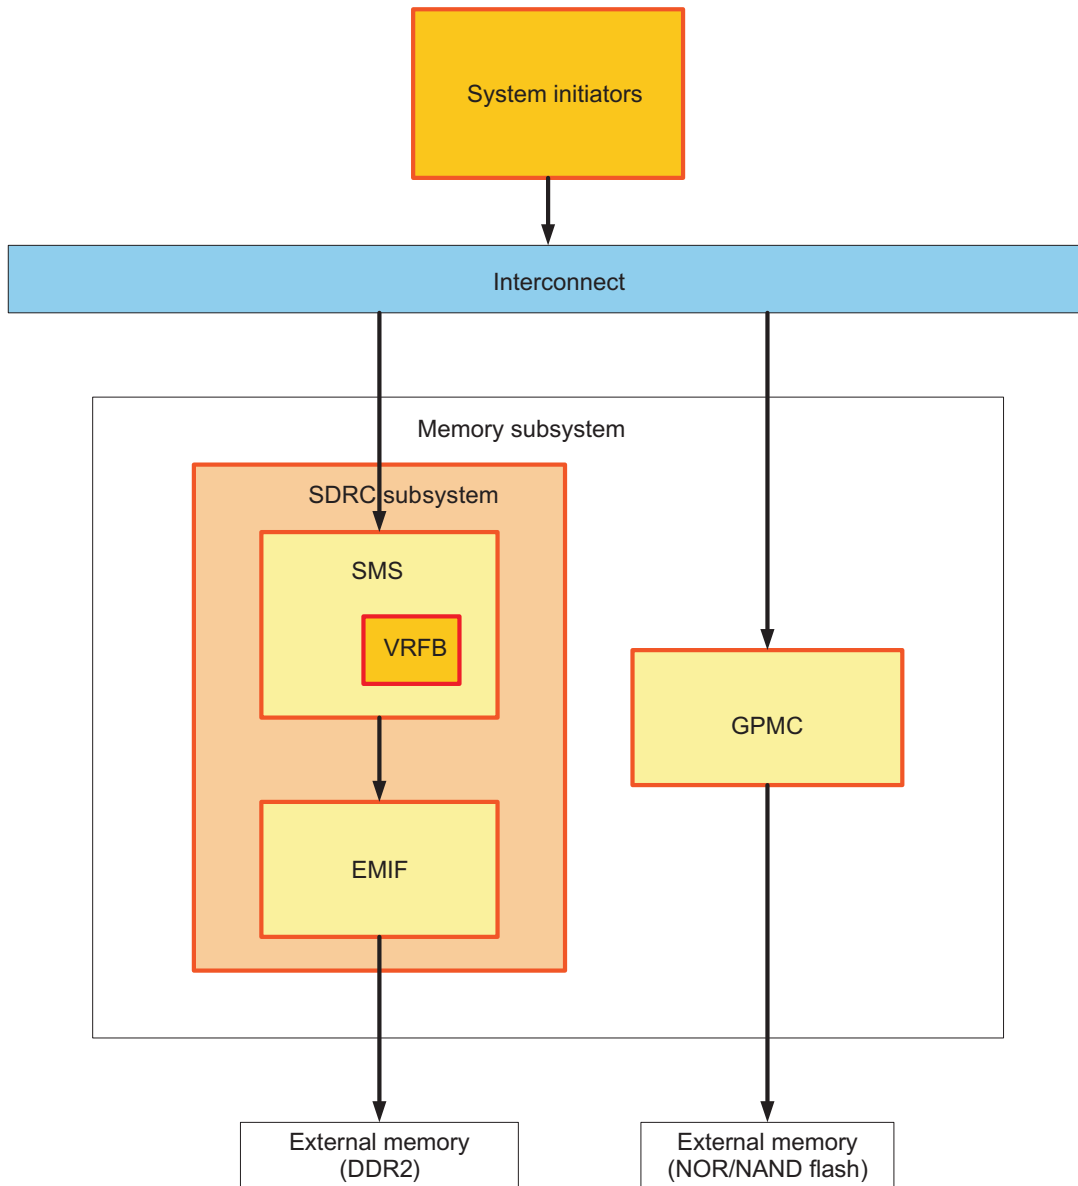 System initiators
Interconnect
Memory subsystem
SDRC subsystem
SMS
VRFB
GPMC
EMIF
External memory
(DDR2)
External memory
(NOR/NAND flash)